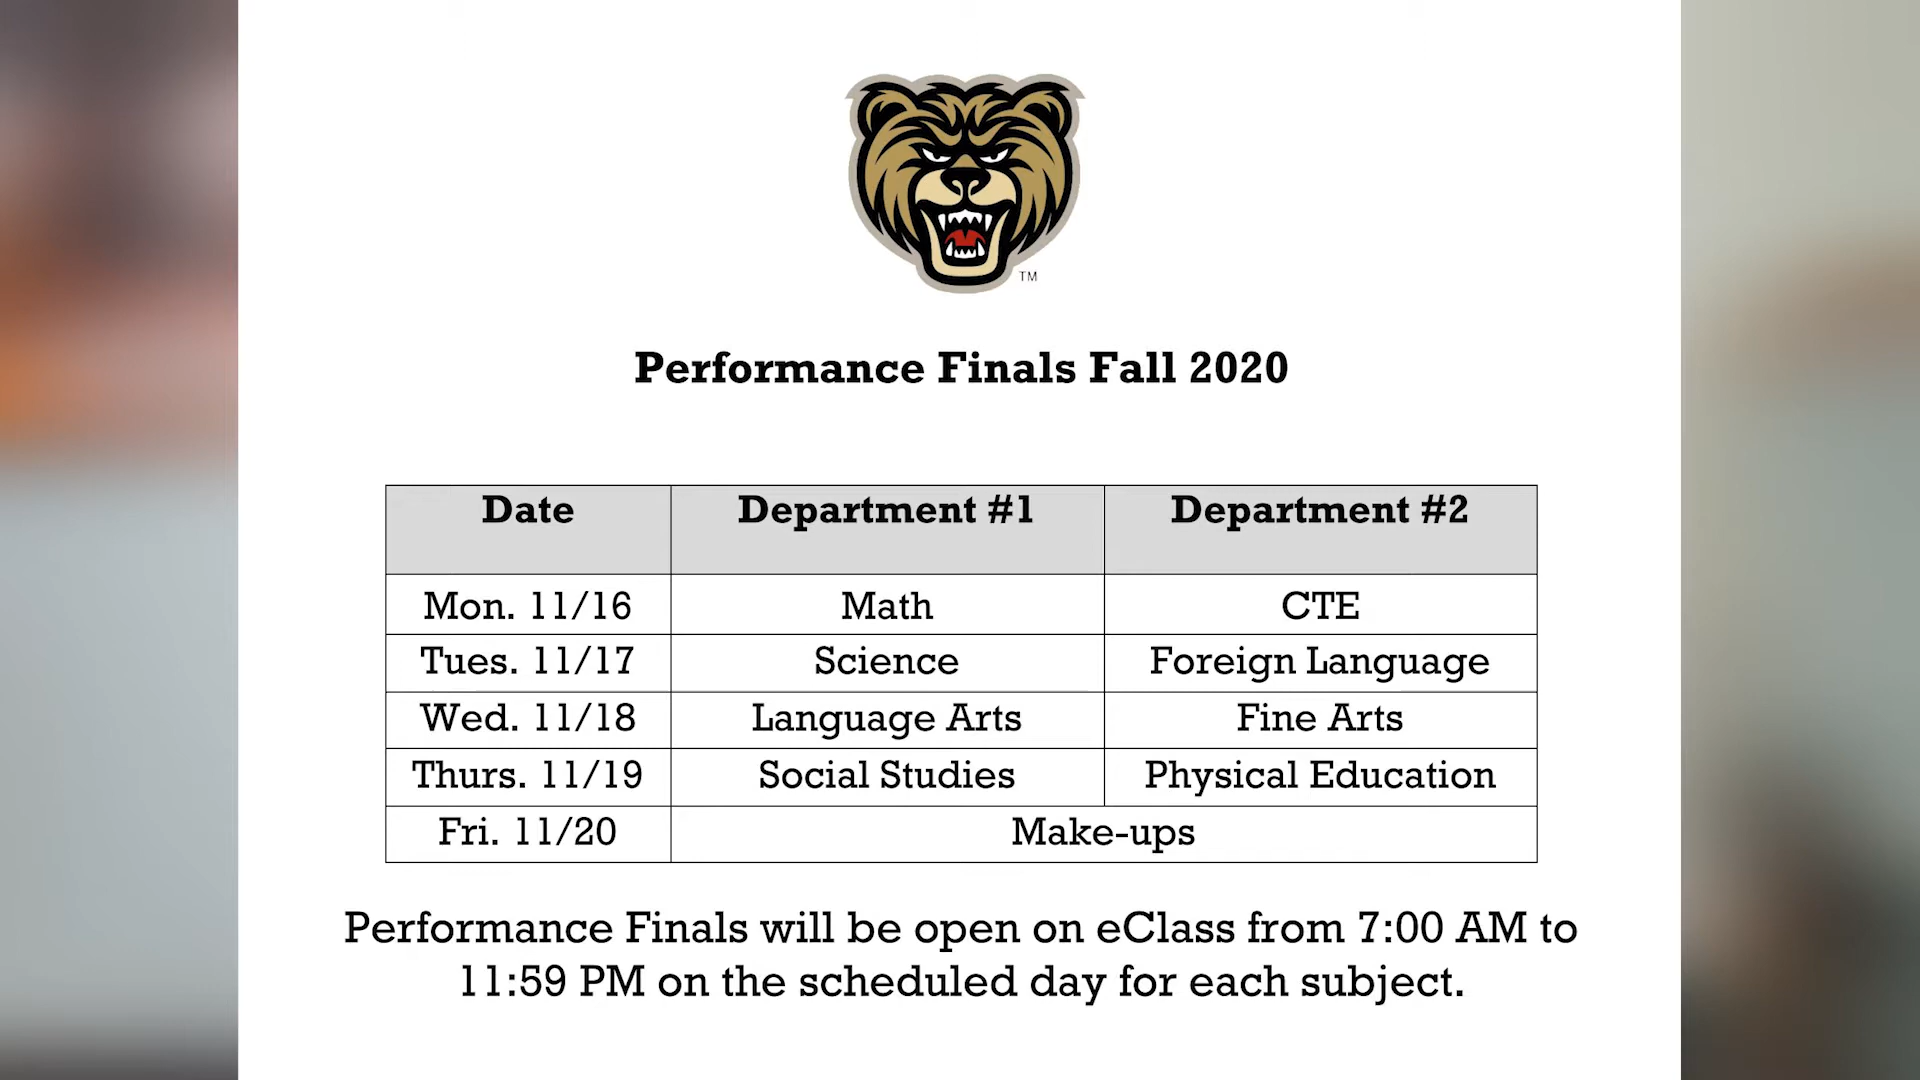 TM
Performance Finals Fall 2020
Date Department #1 Department #2
Mon. 11/16 Math CTE
Tues. 11/17 Science Foreign Language
Wed. 11/18 Language Arts Fine Arts
Thurs. 11/19 Social Studies Physical Education
Fri. 11/20 Make-ups
Performance Finals will be open on eClass from 7:00 AM to
11:59 PM on the scheduled day for each subject.